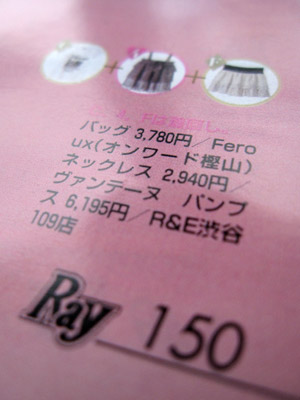 バッグ 3,780円／Fero
ux(オンワード樫山)
ネックレス 2,940円／
ヴァンテーヌ パンプ
ス 6,195円／R&E渋谷
109店
Ray 150